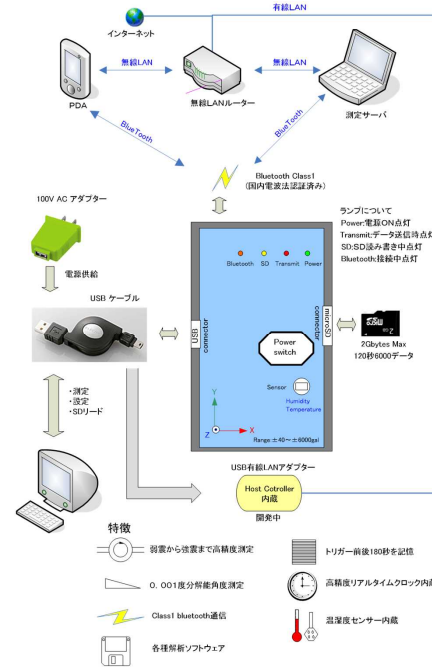 有線LAN
インターネット
無線LAN
無線LAN
PDA
無線LANルーター
測定サーバ
BlueTooth
BlueTooth
Bluetooth Class1
(国内電波法認証済み)
100V AC アダプター
ランプについて
Power:電源ON点灯
Transmit:データ送信時点灯
SD:SD読み書き中点灯
Bluetooth:接続中点灯
電源供給
Bluetooth SD Transmit Power
USB ケーブル
USB connector
microSD connector
Power switch
2Gbytes Max
120秒6000データ
Sensor
Humidity
Temperature
Y
Z
X
Range:±40~±6000gal
・測定
・設定
・SDリード
USB有線LANアダプター
Host Cotroller
内蔵
開発中
特徴
弱震から強震まで高精度測定
トリガー前後180秒を記憶
0. 001度分解能角度測定
高精度リアルタイムクロック内蔵
Class1 bluetooth通信
温湿度センサー内蔵
各種解析ソフトウェア